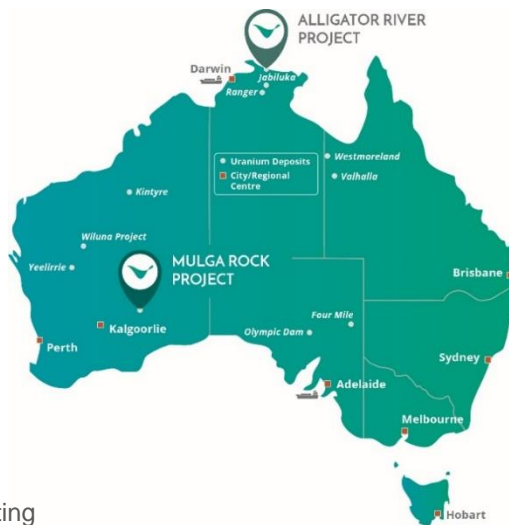 ALLIGATOR RIVER
PROJECT
Darwin
Jabiluka
Ranger
Uranium Deposits
City/Regional
Centre
Westmoreland
Valhalla
Kintyre
Wiluna Project
Yeelirrie
MULGA ROCK
PROJECT
Brisbane
Kalgoorlie
Four Mile
Olympic Dam
Perth
Sydney
Adelaide
Melbourne
Hobart